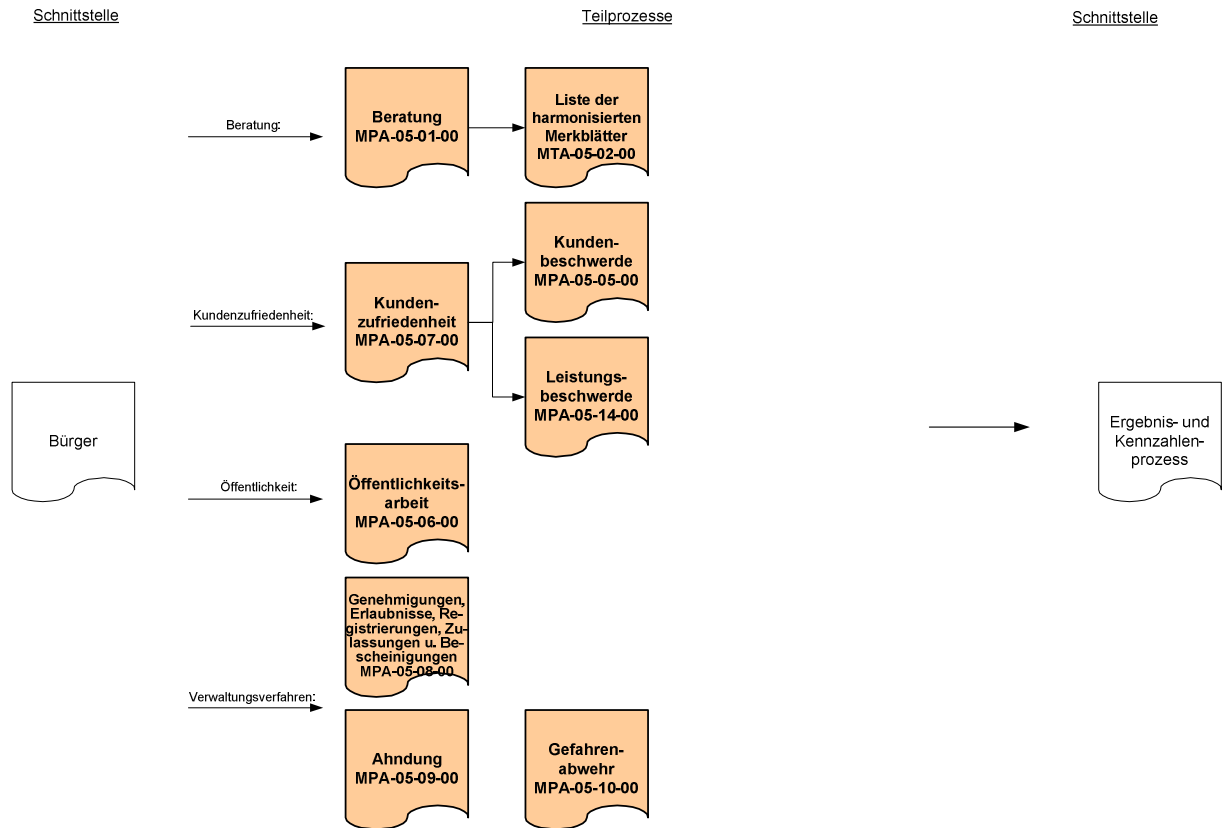 Schnittstelle
Teilprozesse
Schnittstelle
Beratung:
Beratung
MPA-05-01-00
Liste der
harmonisierten
Merkblätter
MTA-05-02-00
Kundenzufriedenheit:
Kunden-
zufriedenheit
MPA-05-07-00
Kunden-
beschwerde
MPA-05-05-00
Leistungs-
beschwerde
MPA-05-14-00
Bürger
Ergebnis- und
Kennzahlen-
prozess
Öffentlichkeit:
Öffentlichkeits-
arbeit
MPA-05-06-00
Verwaltungsverfahren:
Genehmigungen,
Erlaubnisse, Re-
gistrierungen, Zu-
lassungen u. Be-
scheinigungen
MPA-05-08-00
Ahndung
MPA-05-09-00
Gefahren-
abwehr
MPA-05-10-00